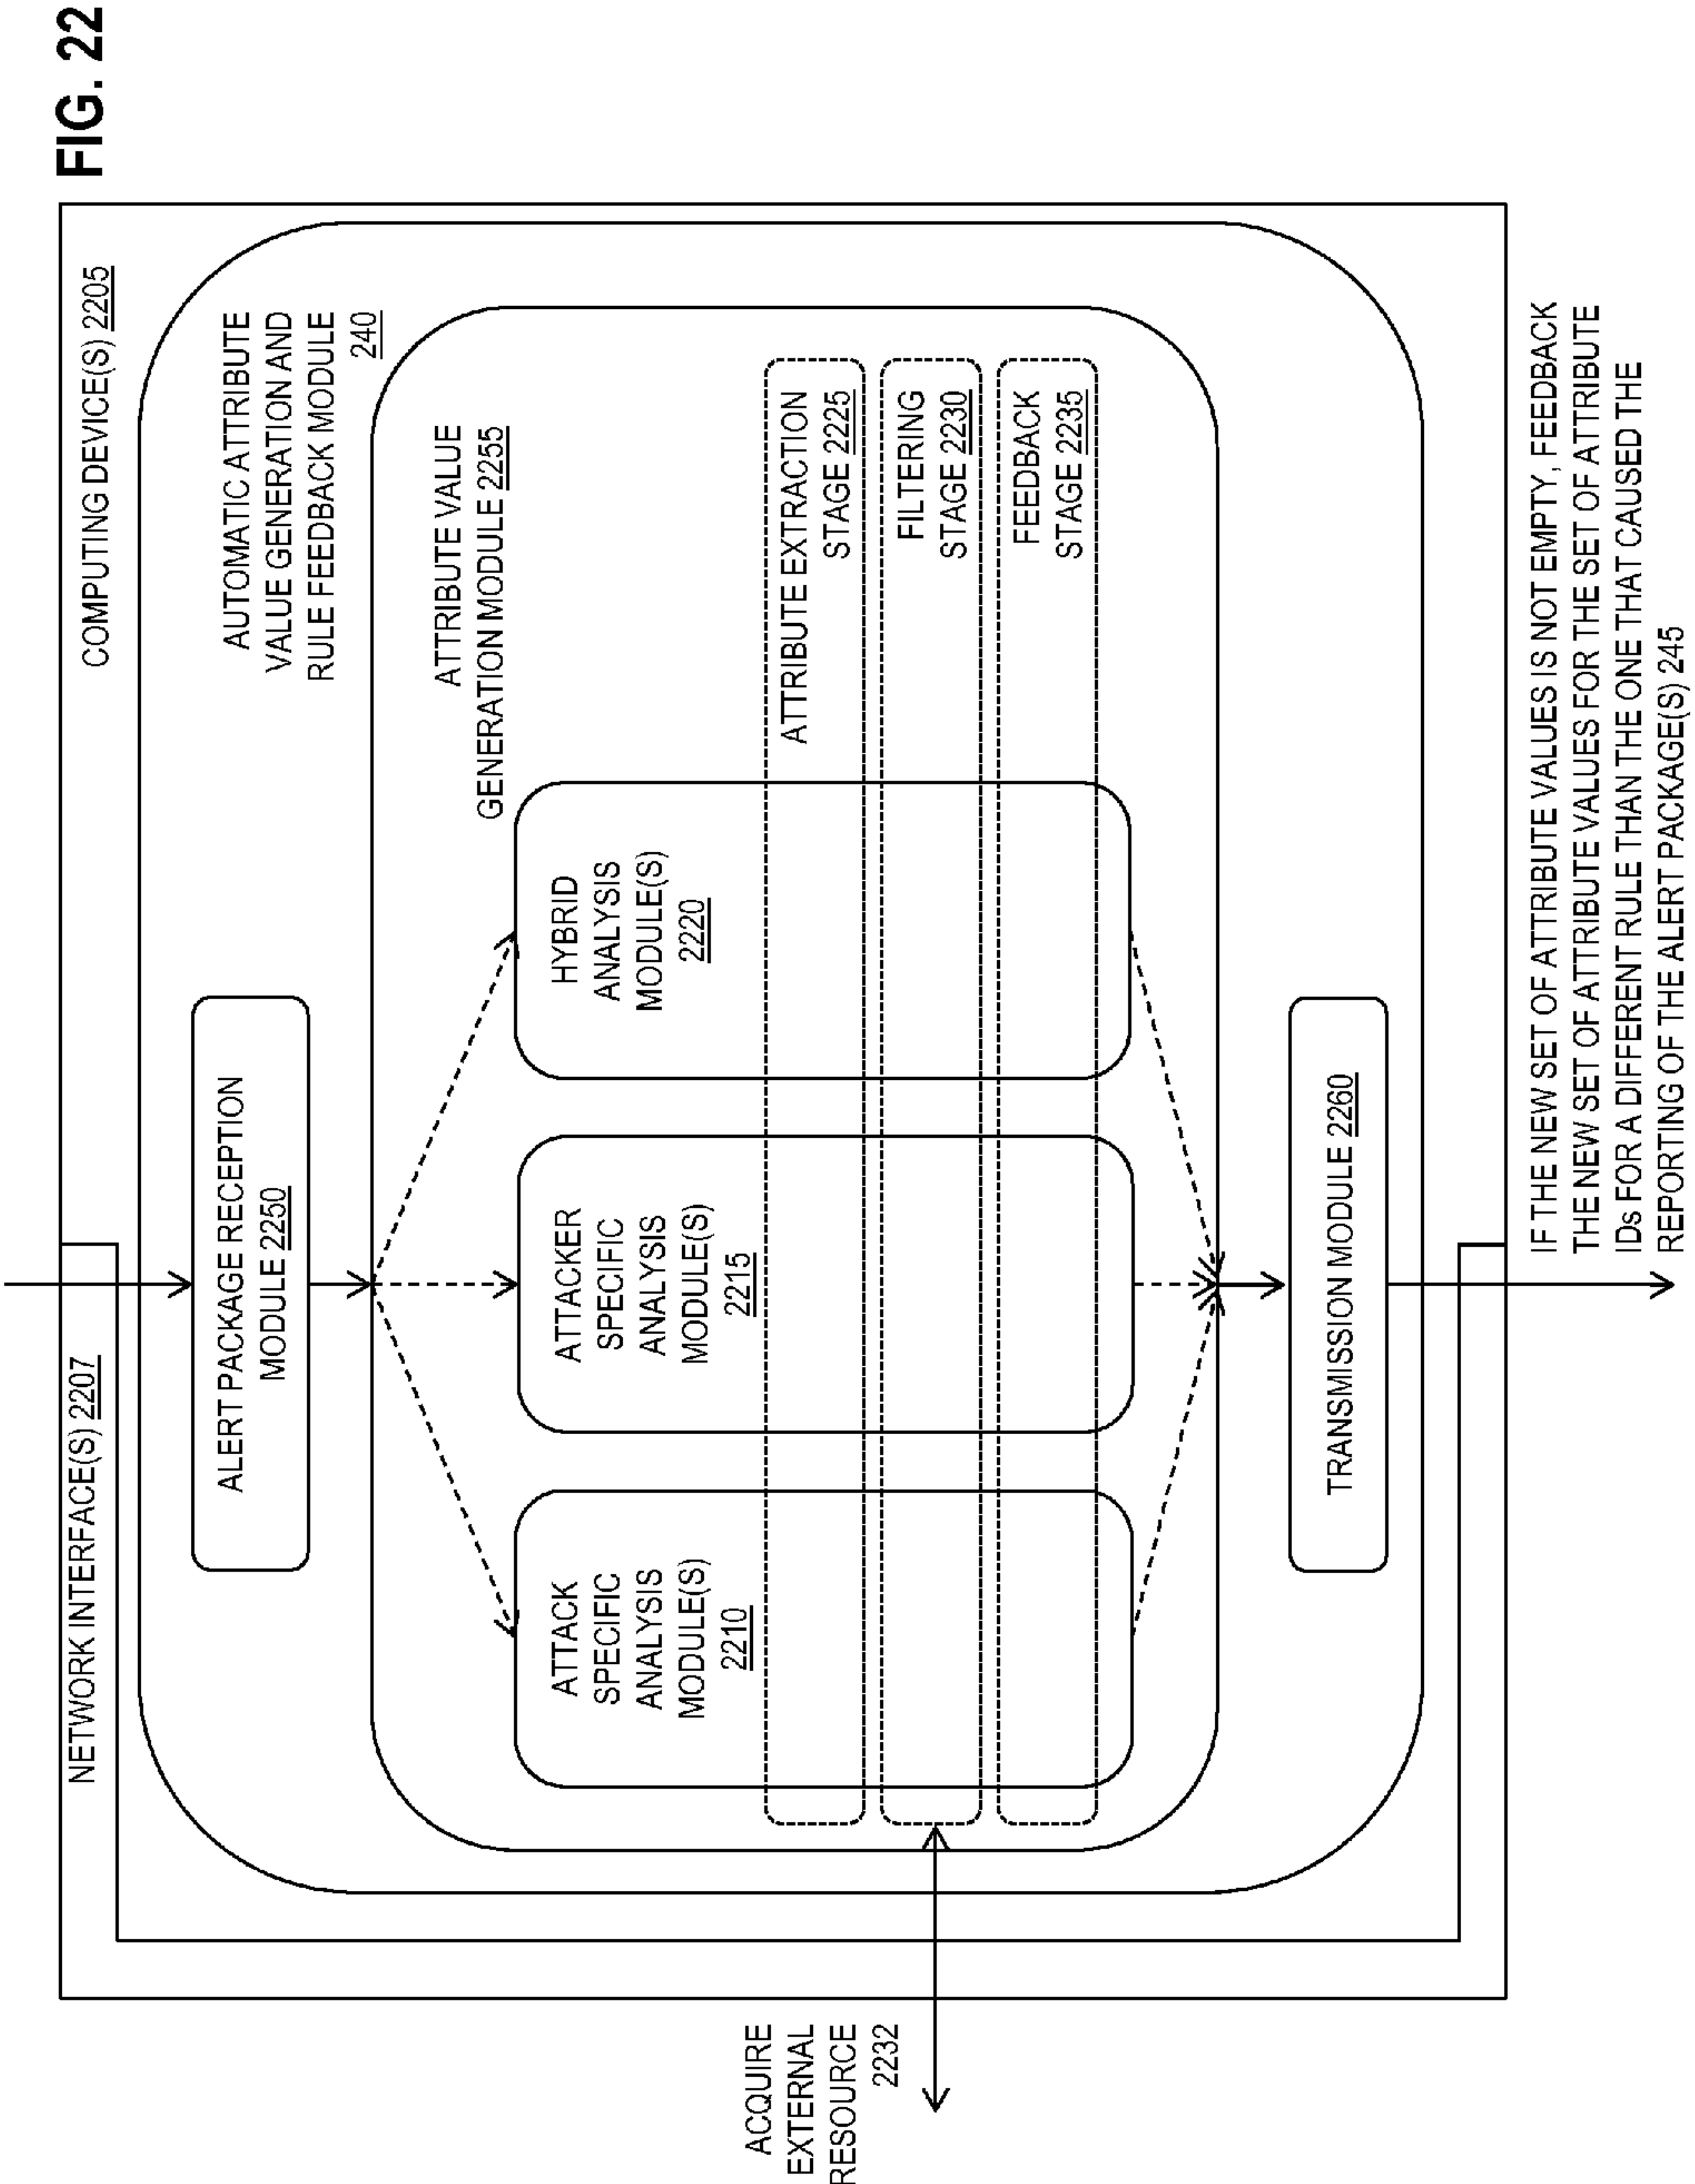 FIG. 22
NETWORK INTERFACE(S) 2207
COMPUTING DEVICE(S) 2205
ALERT PACKAGE RECEPTION
MODULE 2250
AUTOMATIC ATTRIBUTE
VALUE GENERATION AND
RULE FEEDBACK MODULE
240
ATTRIBUTE VALUE
GENERATION MODULE 2255
ATTACK
SPECIFIC
ANALYSIS
MODULE(S)
2210
ATTACKER
SPECIFIC
ANALYSIS
MODULE(S)
2215
HYBRID
ANALYSIS
MODULE(S)
2220
ATTRIBUTE EXTRACTION
STAGE 2225
FILTERING
STAGE 2230
FEEDBACK
STAGE 2235
ACQUIRE
EXTERNAL
RESOURCE
2232
TRANSMISSION MODULE 2260
IF THE NEW SET OF ATTRIBUTE VALUES IS NOT EMPTY, FEEDBACK
THE NEW SET OF ATTRIBUTE VALUES FOR THE SET OF ATTRIBUTE
IDs FOR A DIFFERENT RULE THAN THE ONE THAT CAUSED THE
REPORTING OF THE ALERT PACKAGE(S) 245